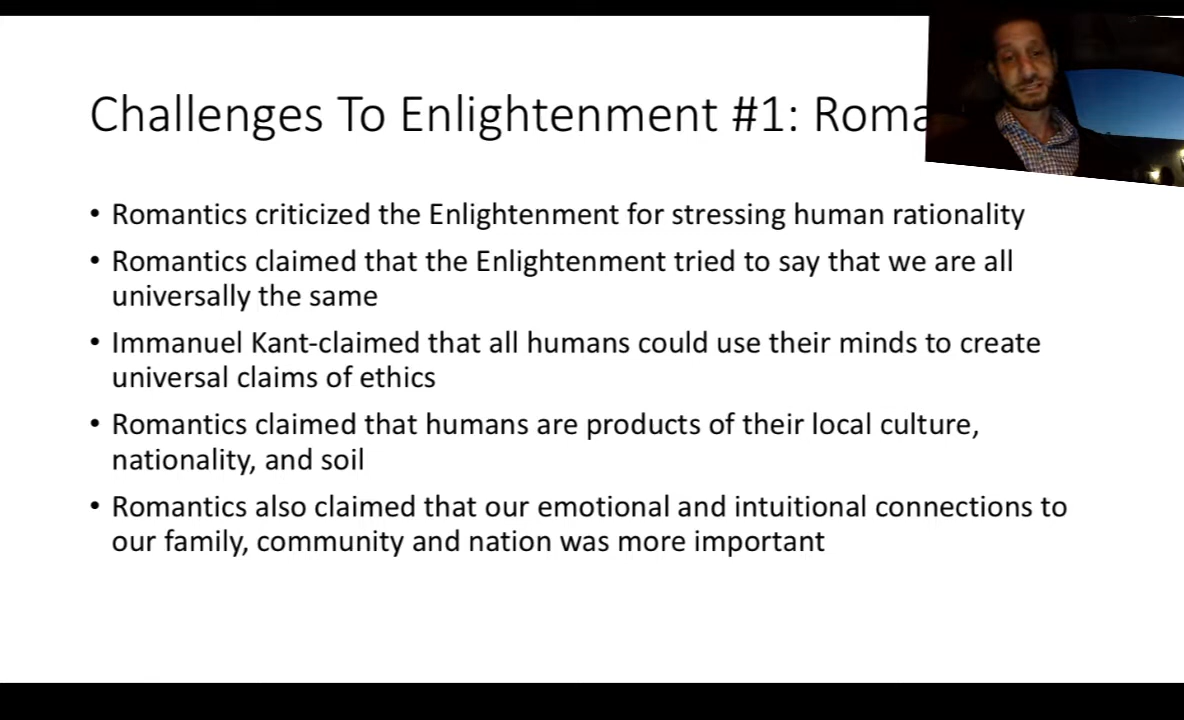 Challenges To Enlightenment #1: Roma
• Romantics criticized the Enlightenment for stressing human rationality
• Romantics claimed that the Enlightenment tried to say that we are all
universally the same
• Immanuel Kant-claimed that all humans could use their minds to create
universal claims of ethics
• Romantics claimed that humans are products of their local culture,
nationality, and soil
• Romantics also claimed that our emotional and intuitional connections to
our family, community and nation was more important